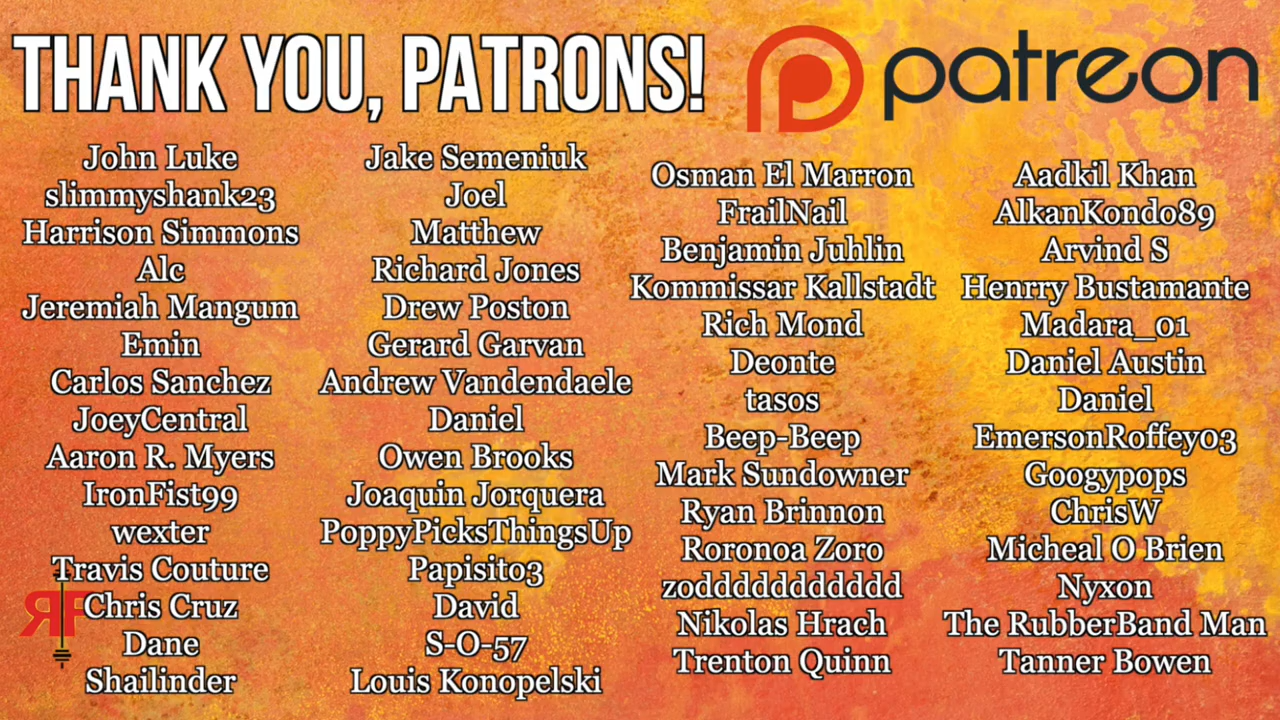 THANK YOU, PATRONS!
patreon
John Luke
slimmyshank23
Harrison Simmons
Alc
Jeremiah Mangum
Emin
Carlos Sanchez
JoeyCentral
Aaron R. Myers
IronFist99
wexter
Travis Couture
Chris Cruz
Dane
Shailinder
Jake Semeniuk
Joel
Matthew
Richard Jones
Drew Poston
Gerard Garvan
Andrew Vandendaele
Daniel
Owen Brooks
Joaquin Jorquera
PoppyPicksThingsUp
Papisito3
David
S-O-57
Louis Konopelski
Osman El Marron
FrailNail
Benjamin Juhlin
Kommissar Kallstadt
Rich Mond
Deonte
tasos
Beep-Beep
Mark Sundowner
Ryan Brinnon
Roronoa Zoro
zodddddddddddd
Nikolas Hrach
Trenton Quinn
Aadkil Khan
AlkanKondo89
Arvind S
Henrry Bustamante
Madara_01
Daniel Austin
Daniel
EmersonRoffey03
Googypops
ChrisW
Micheal O Brien
Nyxon
The RubberBand Man
Tanner Bowen
RF